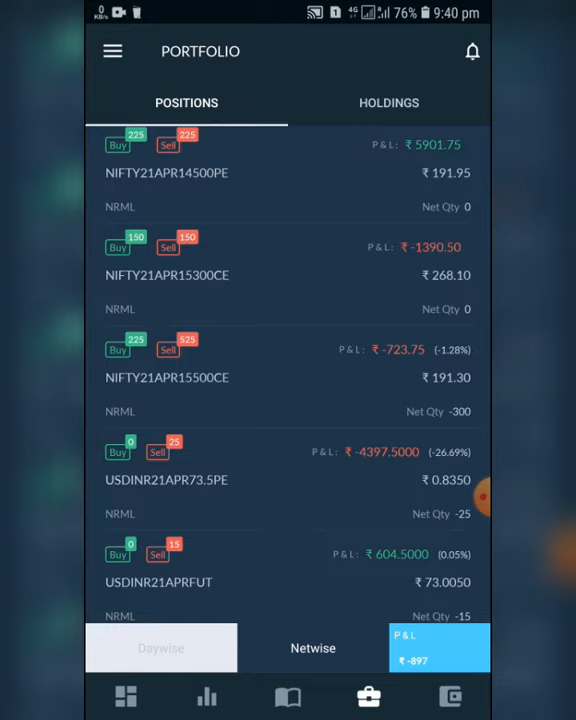 0 KB/s 1 4G 76% 9:40 pm
PORTFOLIO
POSITIONS HOLDINGS
Buy 225 Sell 225 P & L: ₹ 5901.75
NIFTY21APR14500PE ₹ 191.95
NRML Net Qty 0
Buy 150 Sell 150 P & L: ₹ -1390.50
NIFTY21APR15300CE ₹ 268.10
NRML Net Qty 0
Buy 225 Sell 525 P & L: ₹ -723.75 (-1.28%)
NIFTY21APR15500CE ₹ 191.30
NRML Net Qty -300
Buy 0 Sell 25 P & L: ₹ -4397.5000 (-26.69%)
USDINR21APR73.5PE ₹ 0.8350
NRML Net Qty -25
Buy 0 Sell 15 P & L: ₹ 604.5000 (0.05%)
USDINR21APRFUT ₹ 73.0050
NRML Net Qty -15
Daywise Netwise P & L
₹ -897